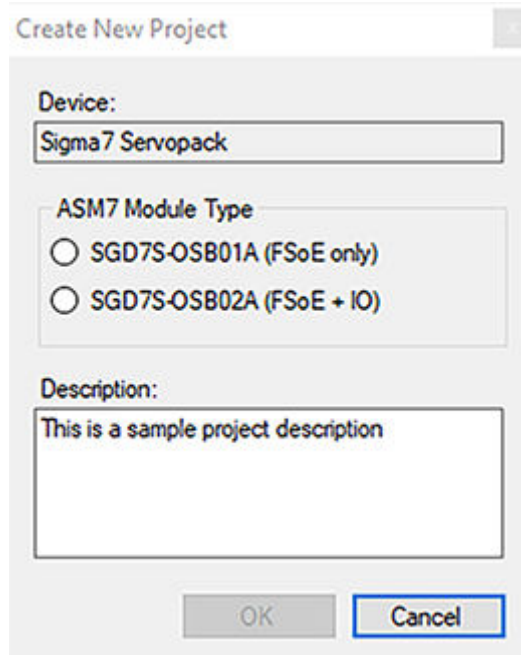 Create New Project
x
Device:
Sigma7 Servopack
ASM7 Module Type
SGD7S-OSB01A (FSoE only)
SGD7S-OSB02A (FSoE + IO)
Description:
This is a sample project description
OK
Cancel